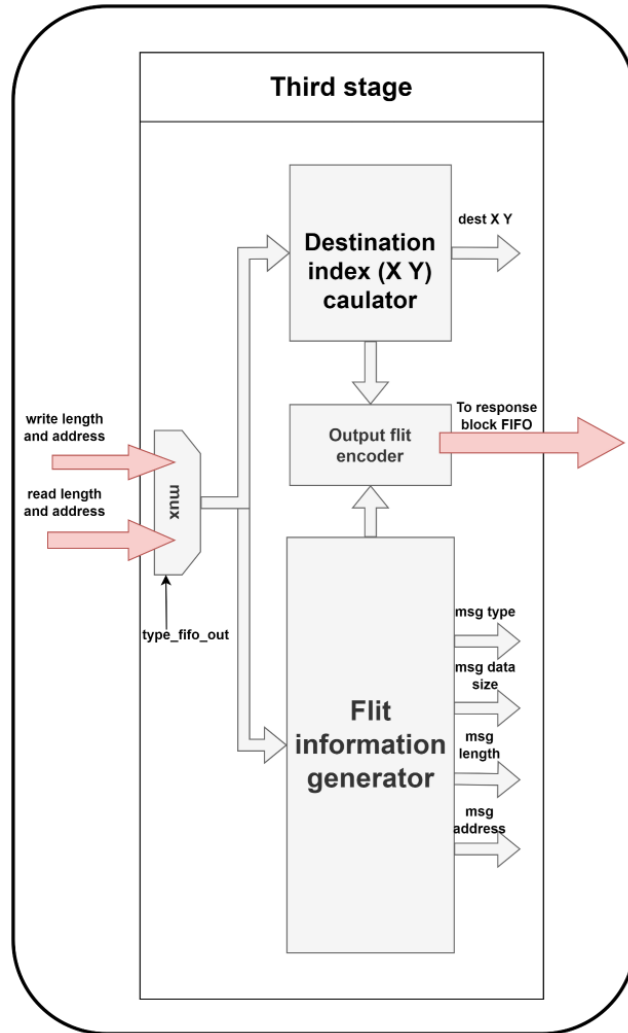 Third stage
dest X Y
Destination
index (X Y)
caulator
To response
block FIFO
Output flit
encoder
write length
and address
read length
and address
mux
type_fifo_out
msg type
msg data
size
msg
length
msg
address
Flit
information
generator